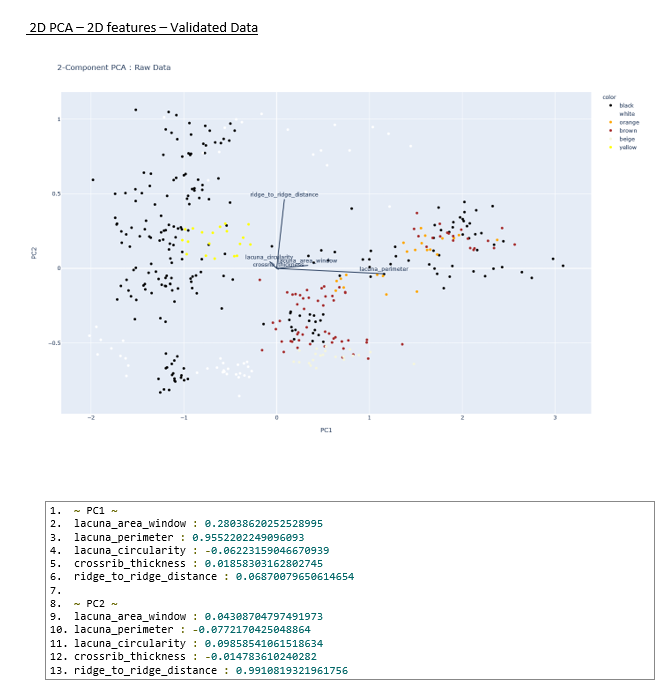 2D PCA – 2D features – Validated Data
2-Component PCA : Raw Data
color
black
white
orange
brown
beige
yellow
1
0.5
0
−0.5
PC2
ridge_to_ridge_distance
lacuna_circularity
lacuna_area_window
crossrib_thickness
lacuna_perimeter
−2
−1
0
1
2
3
PC1
1. ~ PC1 ~
2. lacuna_area_window : 0.28038620252528995
3. lacuna_perimeter : 0.9552202249096093
4. lacuna_circularity : -0.06223159046670939
5. crossrib_thickness : 0.01858303162802745
6. ridge_to_ridge_distance : 0.06870079650614654
7.
8. ~ PC2 ~
9. lacuna_area_window : 0.04308704797491973
10. lacuna_perimeter : -0.0772170425048864
11. lacuna_circularity : 0.09858541061518634
12. crossrib_thickness : -0.014783610240282
13. ridge_to_ridge_distance : 0.9910819321961756